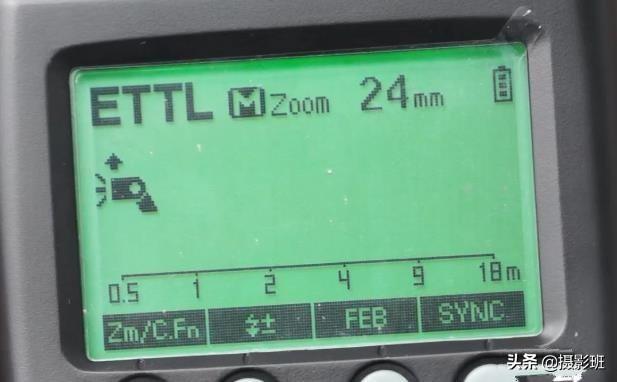 ETTL M Zoom 24mm
0.5 1 2 4 9 18m
Zm/C.Fn ± FEB SYNC
头条 @摄影班